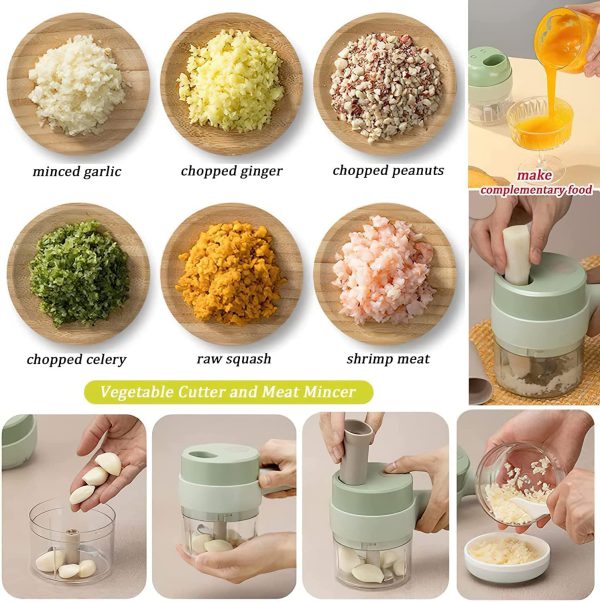 minced garlic
chopped ginger
chopped peanuts
make
complementary food
chopped celery
raw squash
shrimp meat
Vegetable Cutter and Meat Mincer